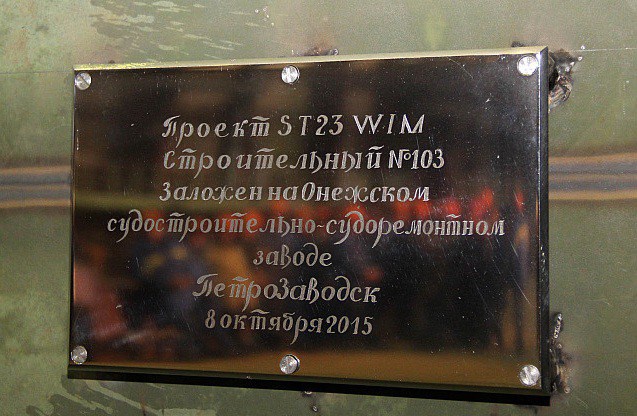 Проект ST23 WIM
Строительный №103
Заложен на Онежском
судостроительно-судоремонтном
заводе
Петрозаводск
8 октября 2015